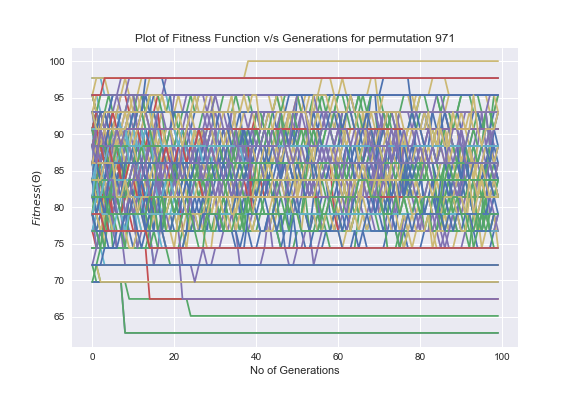 Plot of Fitness Function v/s Generations for permutation 971
100
95
90
85
80
75
70
65
Fitness(Θ)
0 20 40 60 80 100
No of Generations